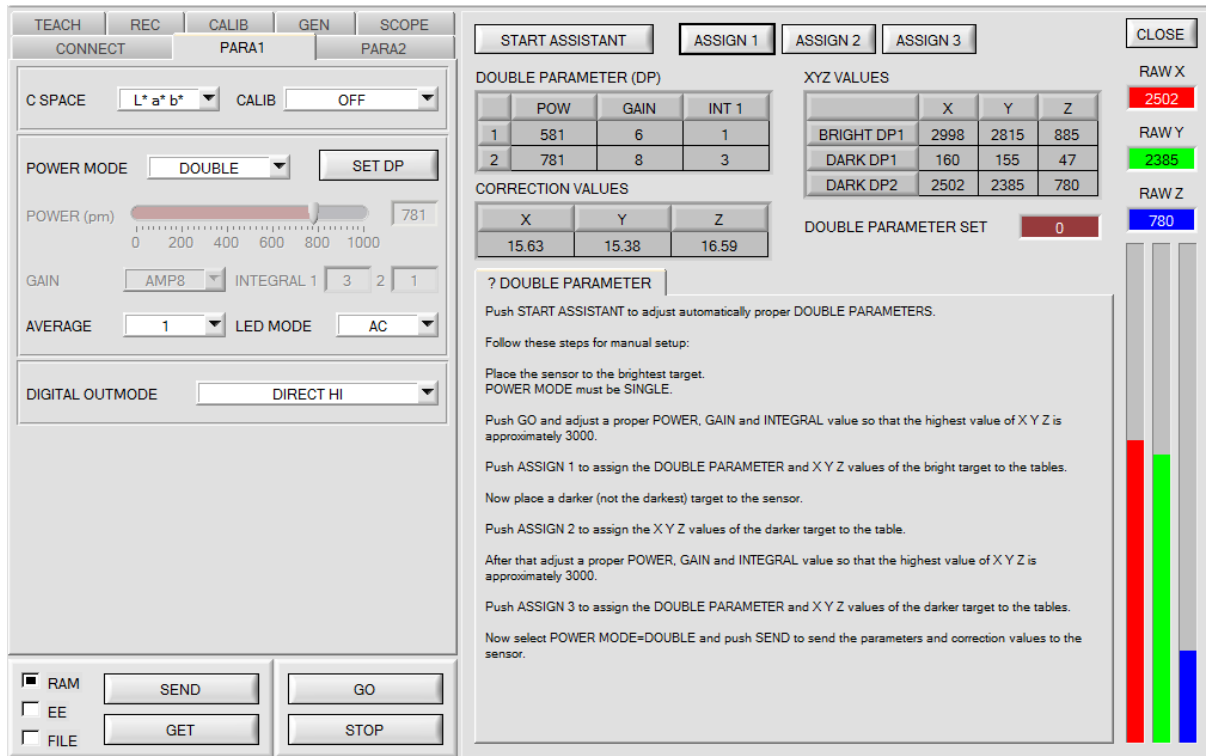 TEACH REC CALIB GEN SCOPE
CONNECT PARA1 PARA2
C SPACE L* a* b* CALIB OFF
POWER MODE DOUBLE SET DP
POWER (pm) 781
0 200 400 600 800 1000
GAIN AMP8 INTEGRAL 1 3 2 1
AVERAGE 1 LED MODE AC
DIGITAL OUTMODE DIRECT HI
RAM SEND GO
EE
GET STOP
FILE
START ASSISTANT ASSIGN 1 ASSIGN 2 ASSIGN 3
DOUBLE PARAMETER (DP)
POW GAIN INT 1
1 581 6 1
2 781 8 3
CORRECTION VALUES
X Y Z
15.63 15.38 16.59
XYZ VALUES
X Y Z
BRIGHT DP1 2998 2815 885
DARK DP1 160 155 47
DARK DP2 2502 2385 780
DOUBLE PARAMETER SET 0
? DOUBLE PARAMETER
Push START ASSISTANT to adjust automatically proper DOUBLE PARAMETERS.
Follow these steps for manual setup:
Place the sensor to the brightest target.
POWER MODE must be SINGLE.
Push GO and adjust a proper POWER, GAIN and INTEGRAL value so that the highest value of X Y Z is
approximately 3000.
Push ASSIGN 1 to assign the DOUBLE PARAMETER and X Y Z values of the bright target to the tables.
Now place a darker (not the darkest) target to the sensor.
Push ASSIGN 2 to assign the X Y Z values of the darker target to the table.
After that adjust a proper POWER, GAIN and INTEGRAL value so that the highest value of X Y Z is
approximately 3000.
Push ASSIGN 3 to assign the DOUBLE PARAMETER and X Y Z values of the darker target to the tables.
Now select POWER MODE=DOUBLE and push SEND to send the parameters and correction values to the
sensor.
CLOSE
RAW X
2502
RAW Y
2385
RAW Z
780